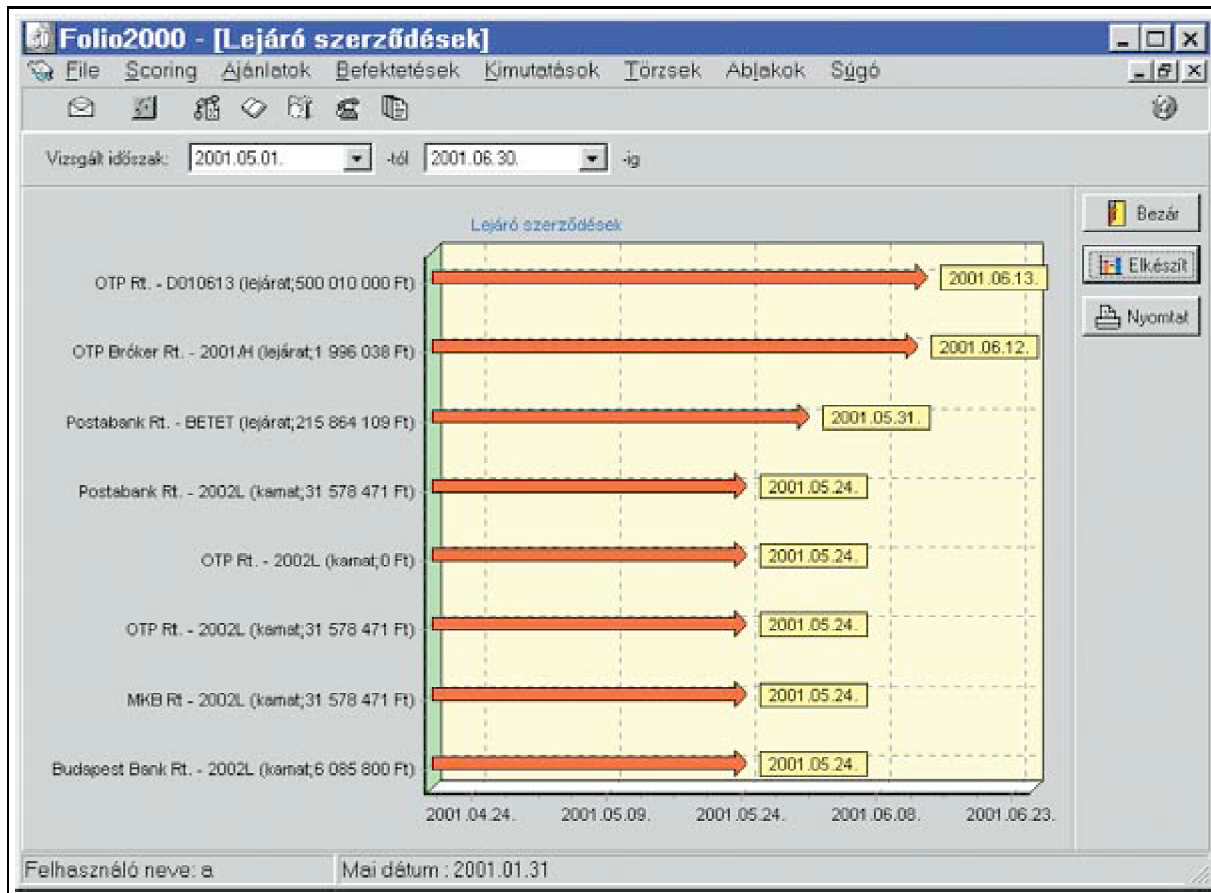 Folio2000 - [Lejáró szerződések]
File Scoring Ajánlatok Befektetések Kimutatások Törzsek Ablakok Súgó
Vizsgált időszak: 2001.05.01. -tól 2001.06.30. -ig
Lejáró szerződések
Bezár
Elkészít
Nyomtat
OTP Rt. - D010613 (lejárat;500 010 000 Ft) 2001.06.13.
OTP Bróker Rt. - 2001/H (lejárat;1 996 038 Ft) 2001.06.12.
Postabank Rt. - BETET (lejárat;215 864 109 Ft) 2001.05.31.
Postabank Rt. - 2002L (kamat;31 578 471 Ft) 2001.05.24.
OTP Rt. - 2002L (kamat;0 Ft) 2001.05.24.
OTP Rt. - 2002L (kamat;31 578 471 Ft) 2001.05.24.
MKB Rt - 2002L (kamat;31 578 471 Ft) 2001.05.24.
Budapest Bank Rt. - 2002L (kamat;6 085 800 Ft) 2001.05.24.
2001.04.24. 2001.05.09. 2001.05.24. 2001.06.08. 2001.06.23.
Felhasználó neve: a Mai dátum : 2001.01.31